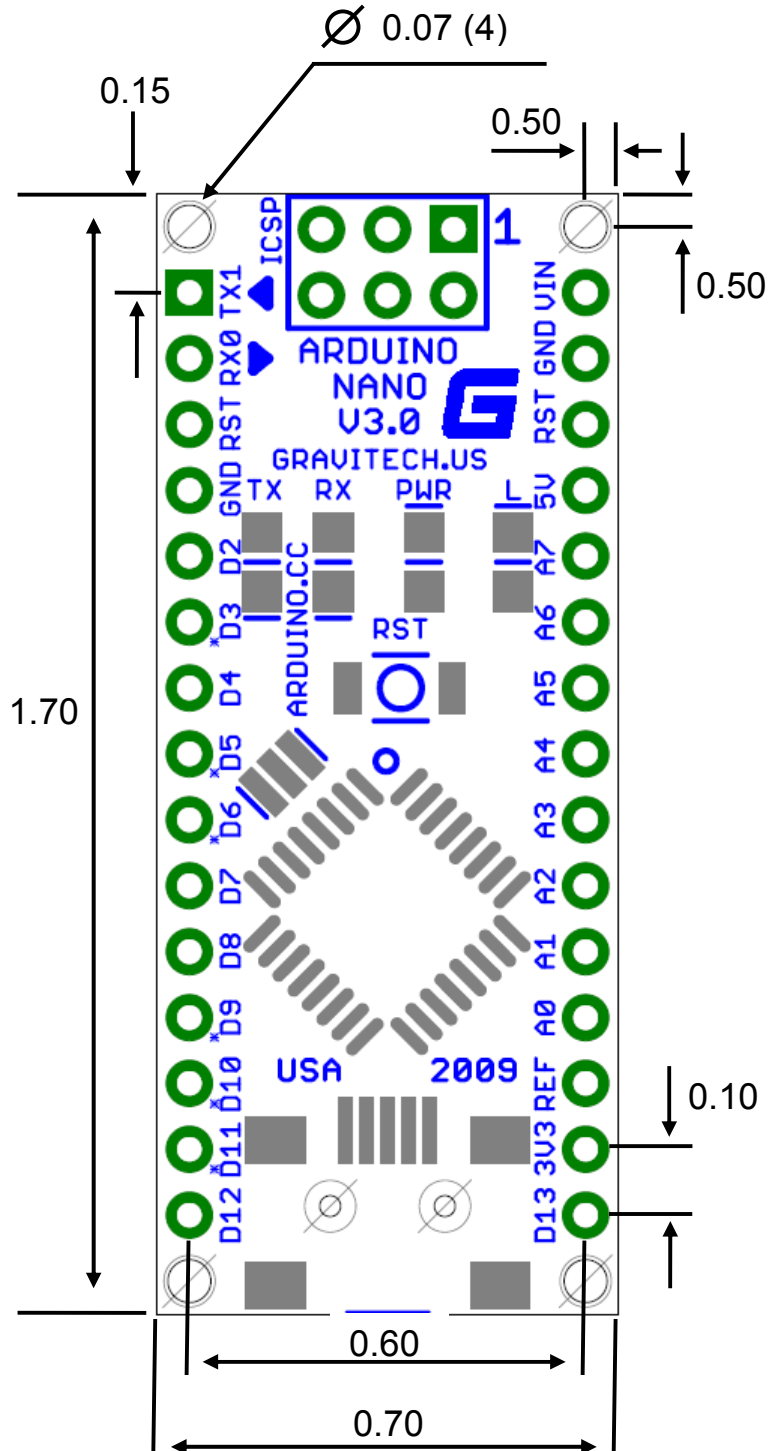 Ø 0.07 (4)
0.15
0.50
0.50
ICSP
1
TX1
VIN
RX0
GND
ARDUINO
NANO
V3.0
G
RST
RST
GRAVITECH.US
GND
TX
RX
PWR
L
5V
D2
A7
ARDUINO.CC
*D3
A6
RST
D4
A5
1.70
*D5
A4
*D6
A3
D7
A2
D8
A1
*D9
A0
USA
2009
*D10
REF
0.10
*D11
3V3
D12
D13
0.60
0.70